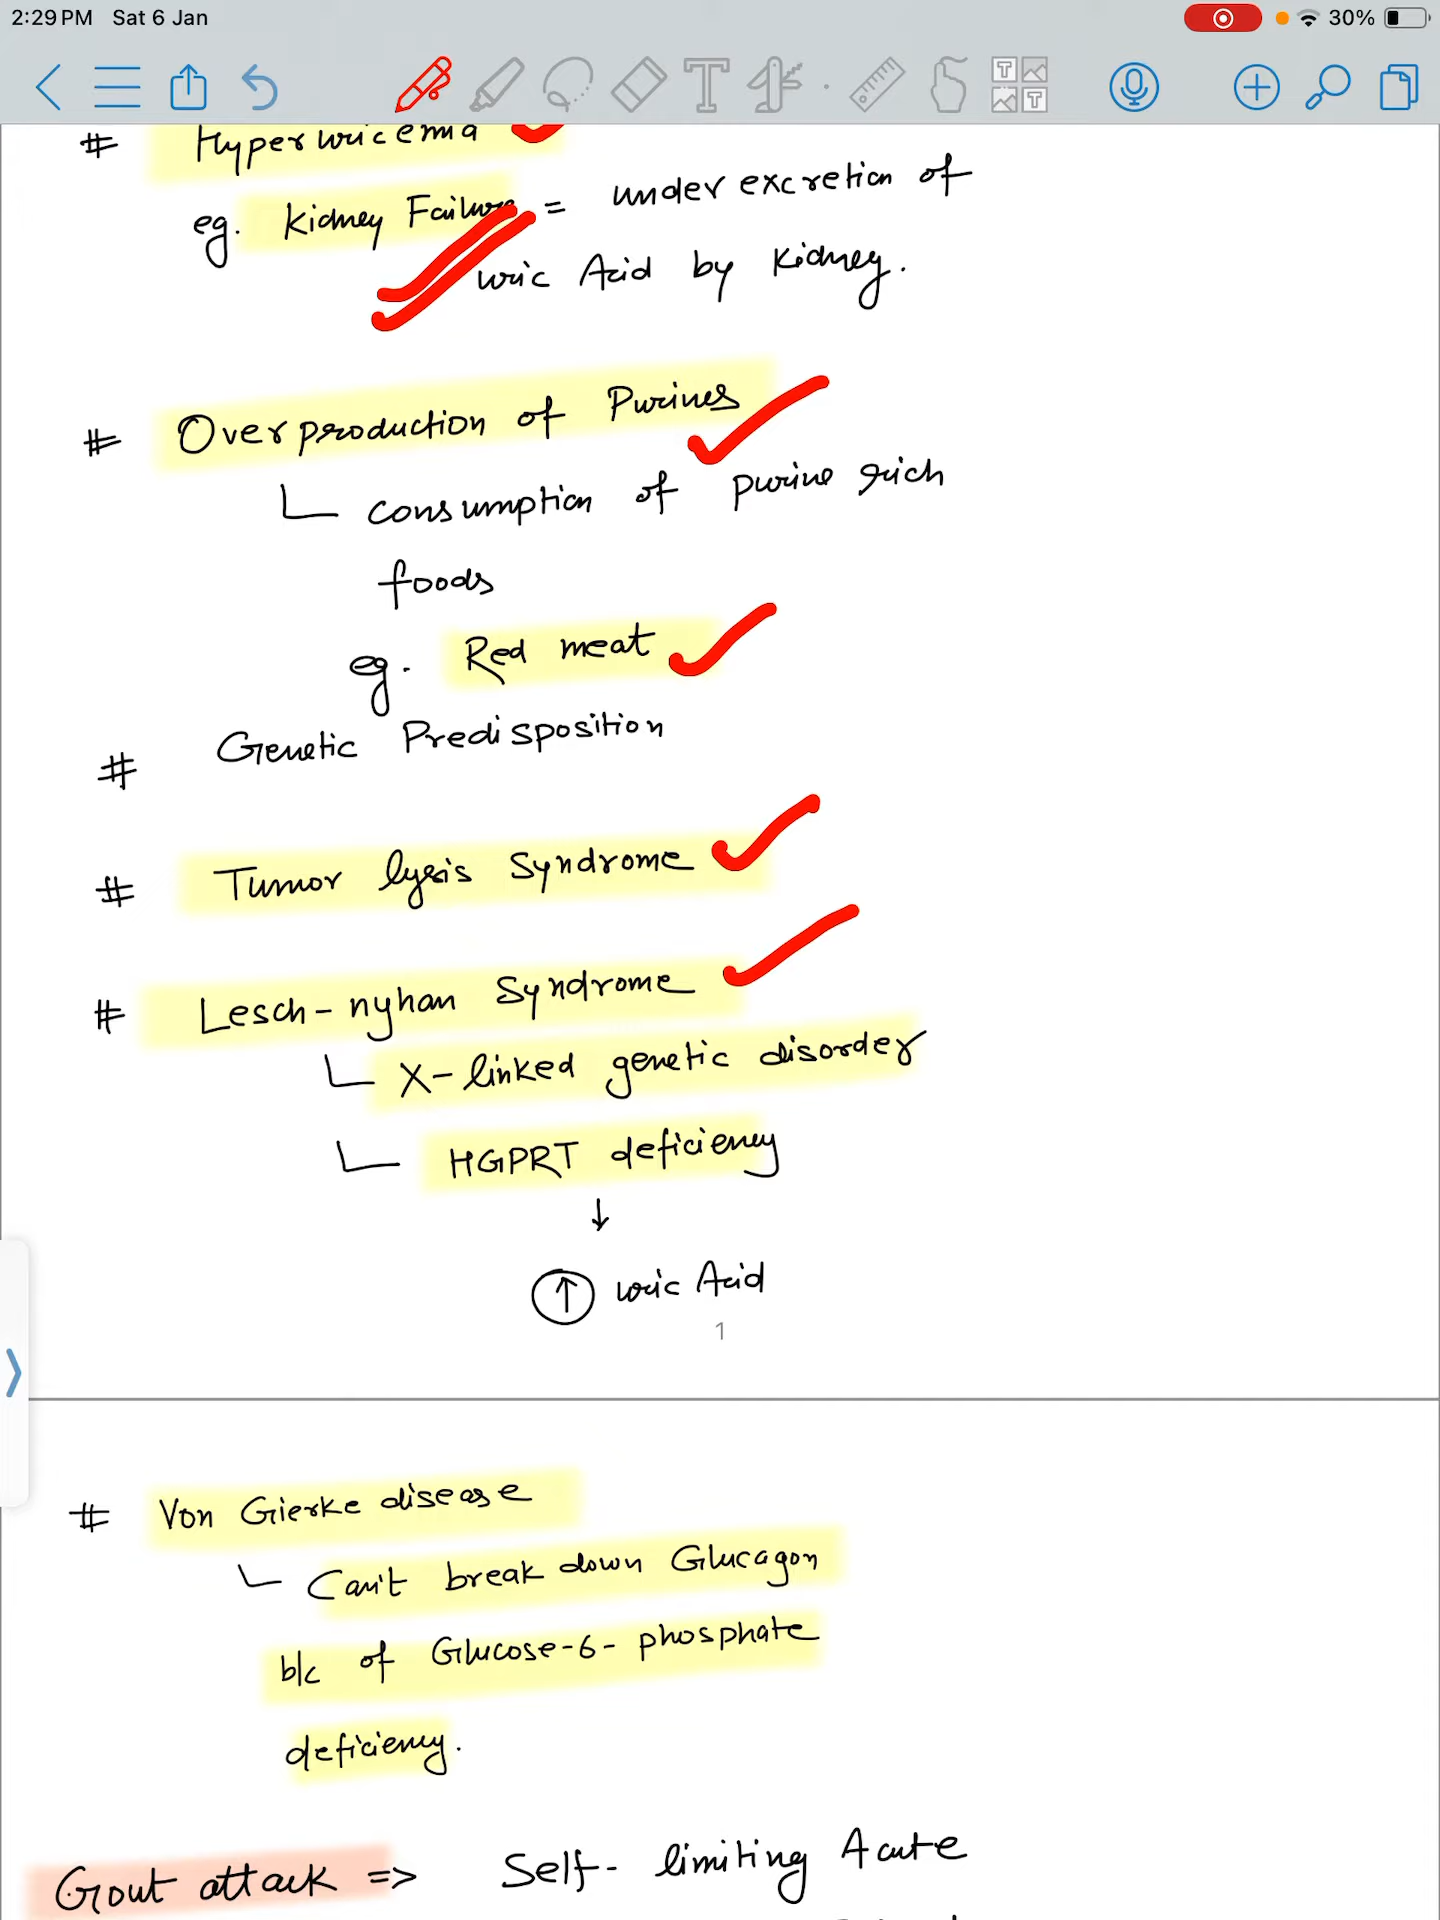 2:29 PM Sat 6 Jan 30%
# Hyperuricemia
eg. Kidney Failure = under excretion of
uric Acid by Kidney.
# Overproduction of Purines
consumption of purine rich
foods
eg. Red meat
# Genetic Predisposition
# Tumor lysis Syndrome
# Lesch-nyhan Syndrome
X-linked genetic disorder
HGPRT deficiency
↓
↑ uric Acid
1
# Von Gierke disease
Can't break down Glucagon
b/c of Glucose-6-phosphate
deficiency.
Gout attack => Self-limiting Acute